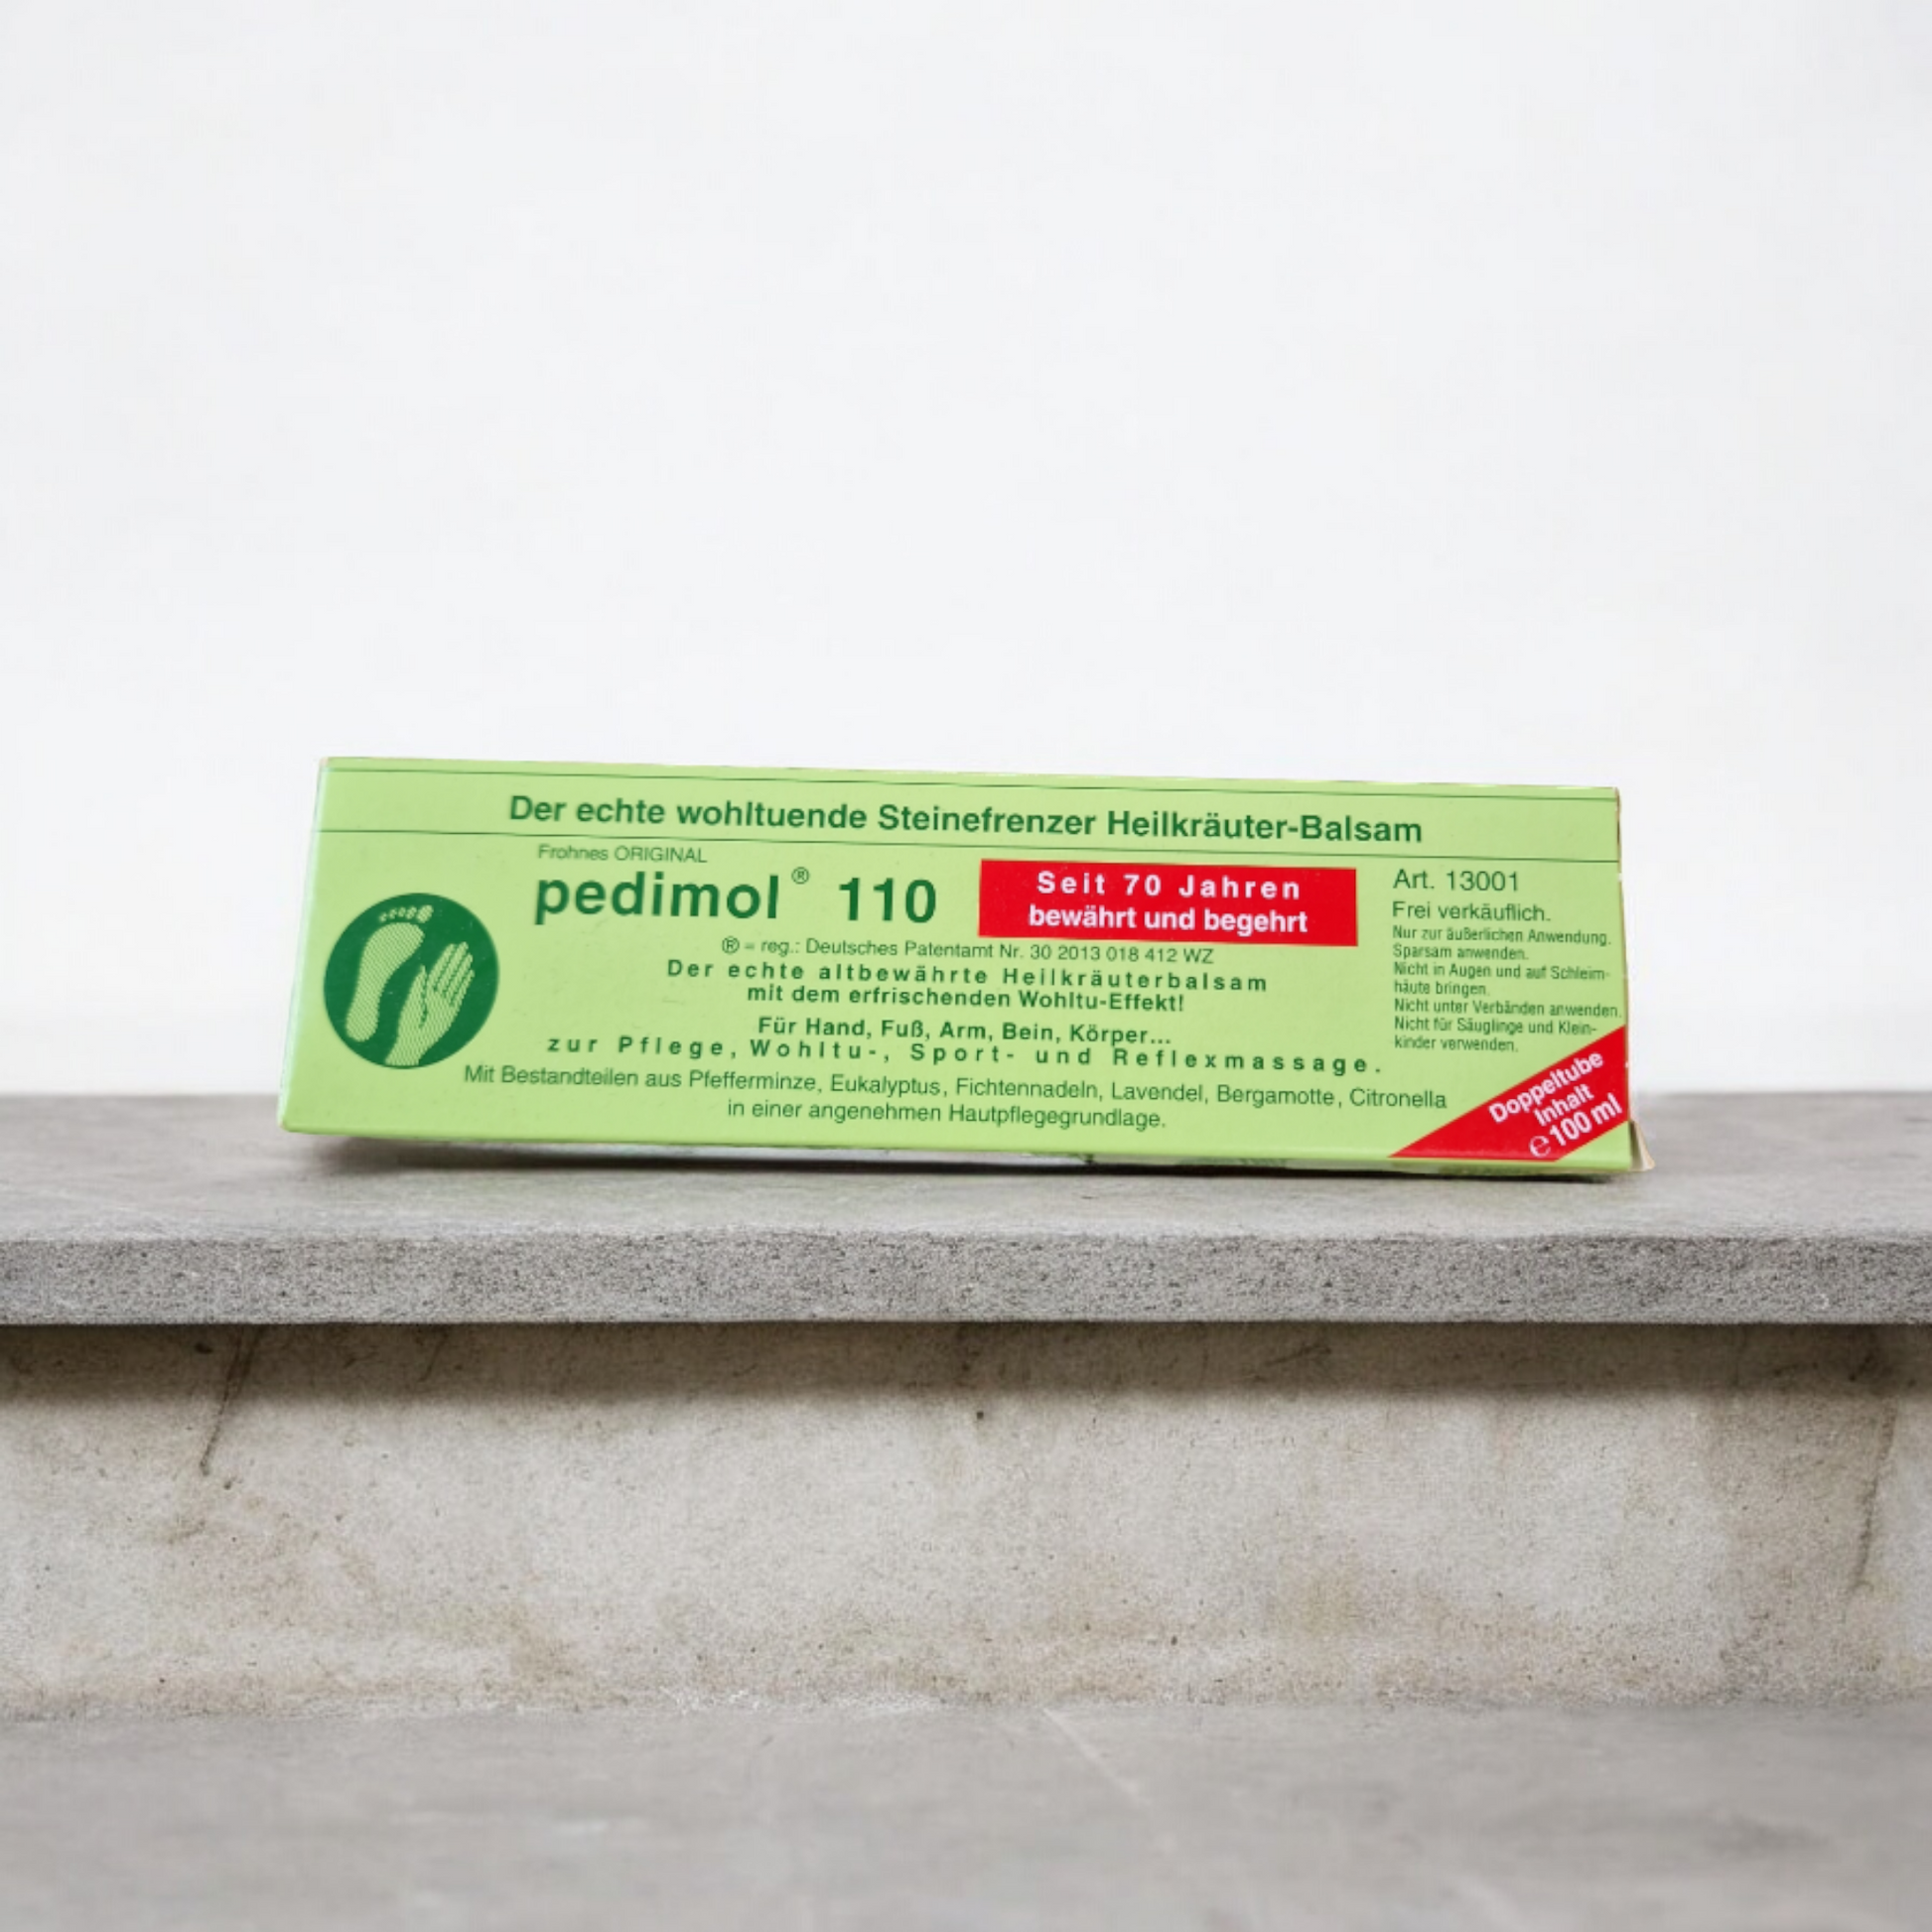 Der echte wohltuende Steinefrenzer Heilkräuter-Balsam
Frohnes ORIGINAL
pedimol® 110
Seit 70 Jahren
bewährt und begehrt
® = reg.: Deutsches Patentamt Nr. 30 2013 018 412 WZ
Der echte altbewährte Heilkräuterbalsam
mit dem erfrischenden Wohltu-Effekt!
Für Hand, Fuß, Arm, Bein, Körper...
zur Pflege, Wohltu-, Sport- und Reflexmassage.
Mit Bestandteilen aus Pfefferminze, Eukalyptus, Fichtennadeln, Lavendel, Bergamotte, Citronella
in einer angenehmen Hautpflegegrundlage.
Art. 13001
Frei verkäuflich.
Nur zur äußerlichen Anwendung.
Sparsam anwenden.
Nicht in Augen und auf Schleim-
häute bringen.
Nicht unter Verbänden anwenden.
Nicht für Säuglinge und Klein-
kinder verwenden.
Doppeltube
Inhalt
℮ 100 ml